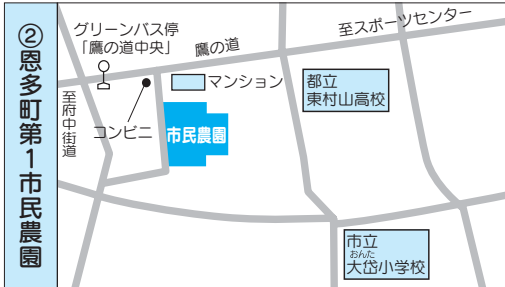 ②恩多町第1市民農園
グリーンバス停
「鷹の道中央」
鷹の道
至スポーツセンター
至府中街道
コンビニ
マンション
市民農園
都立
東村山高校
市立
おんた
大岱小学校